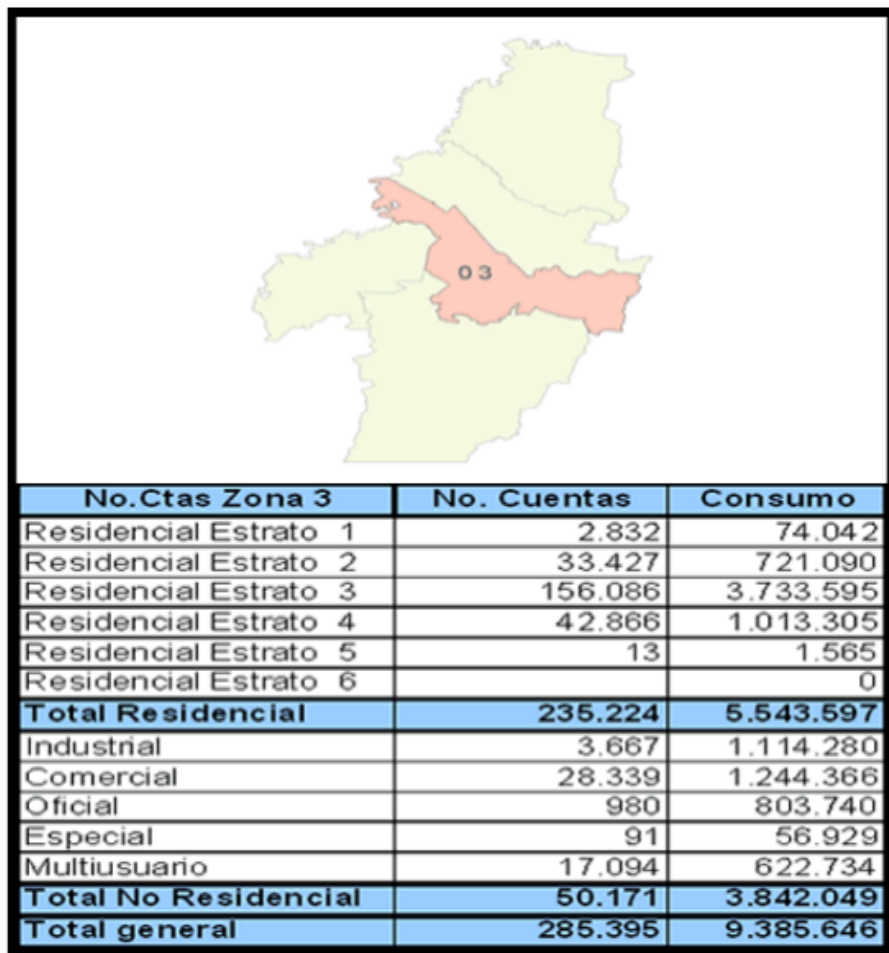 03
No.Ctas Zona 3 No. Cuentas Consumo
Residencial Estrato 1 2.832 74.042
Residencial Estrato 2 33.427 721.090
Residencial Estrato 3 156.086 3.733.595
Residencial Estrato 4 42.866 1.013.305
Residencial Estrato 5 13 1.565
Residencial Estrato 6 0
Total Residencial 235.224 5.543.597
Industrial 3.667 1.114.280
Comercial 28.339 1.244.366
Oficial 980 803.740
Especial 91 56.929
Multiusuario 17.094 622.734
Total No Residencial 50.171 3.842.049
Total general 285.395 9.385.646